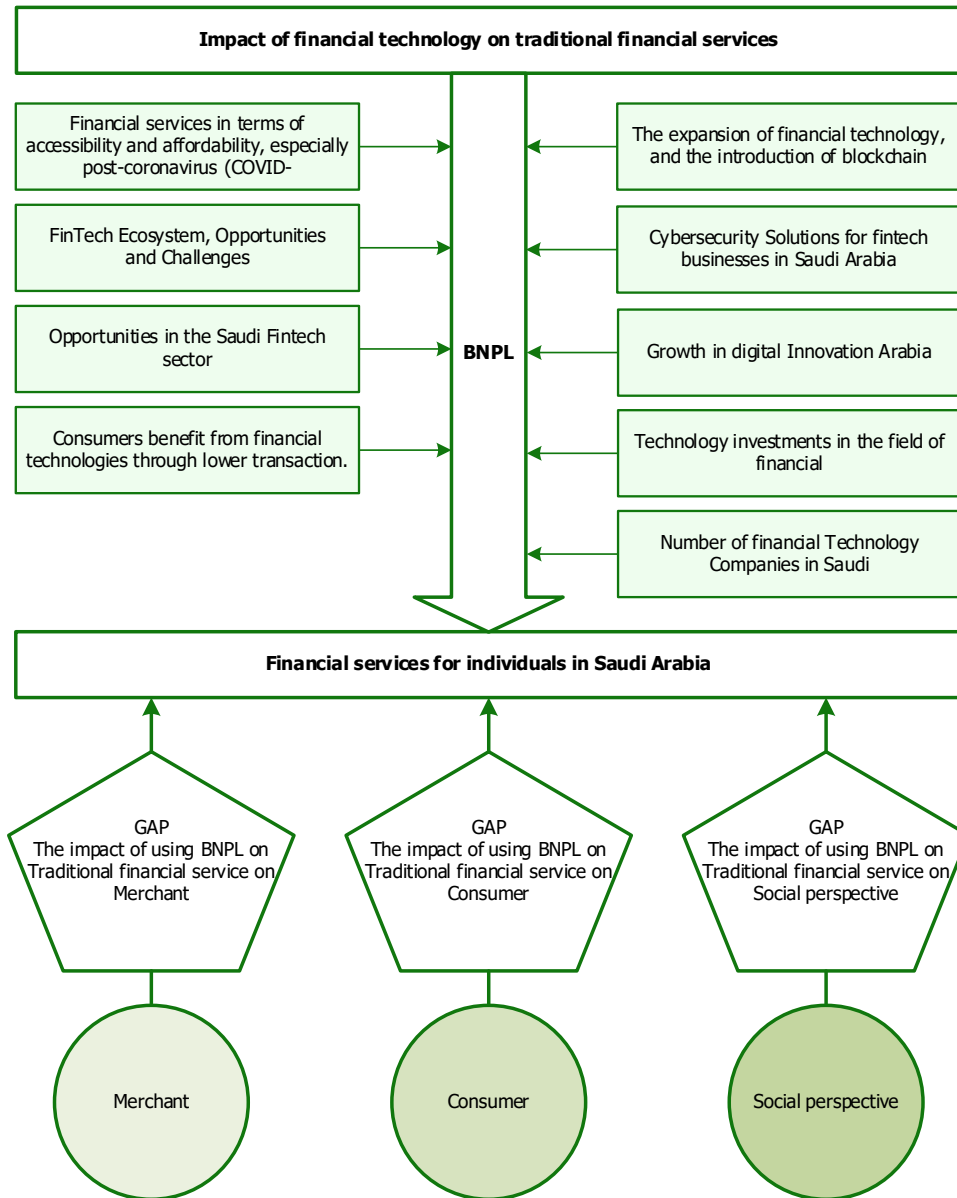 Impact of financial technology on traditional financial services
Financial services in terms of
accessibility and affordability, especially
post-coronavirus (COVID-
The expansion of financial technology,
and the introduction of blockchain
FinTech Ecosystem, Opportunities
and Challenges
Cybersecurity Solutions for fintech
businesses in Saudi Arabia
Opportunities in the Saudi Fintech
sector
BNPL
Growth in digital Innovation Arabia
Consumers benefit from financial
technologies through lower transaction.
Technology investments in the field of
financial
Number of financial Technology
Companies in Saudi
Financial services for individuals in Saudi Arabia
GAP
The impact of using BNPL on
Traditional financial service on
Merchant
GAP
The impact of using BNPL on
Traditional financial service on
Consumer
GAP
The impact of using BNPL on
Traditional financial service on
Social perspective
Merchant
Consumer
Social perspective